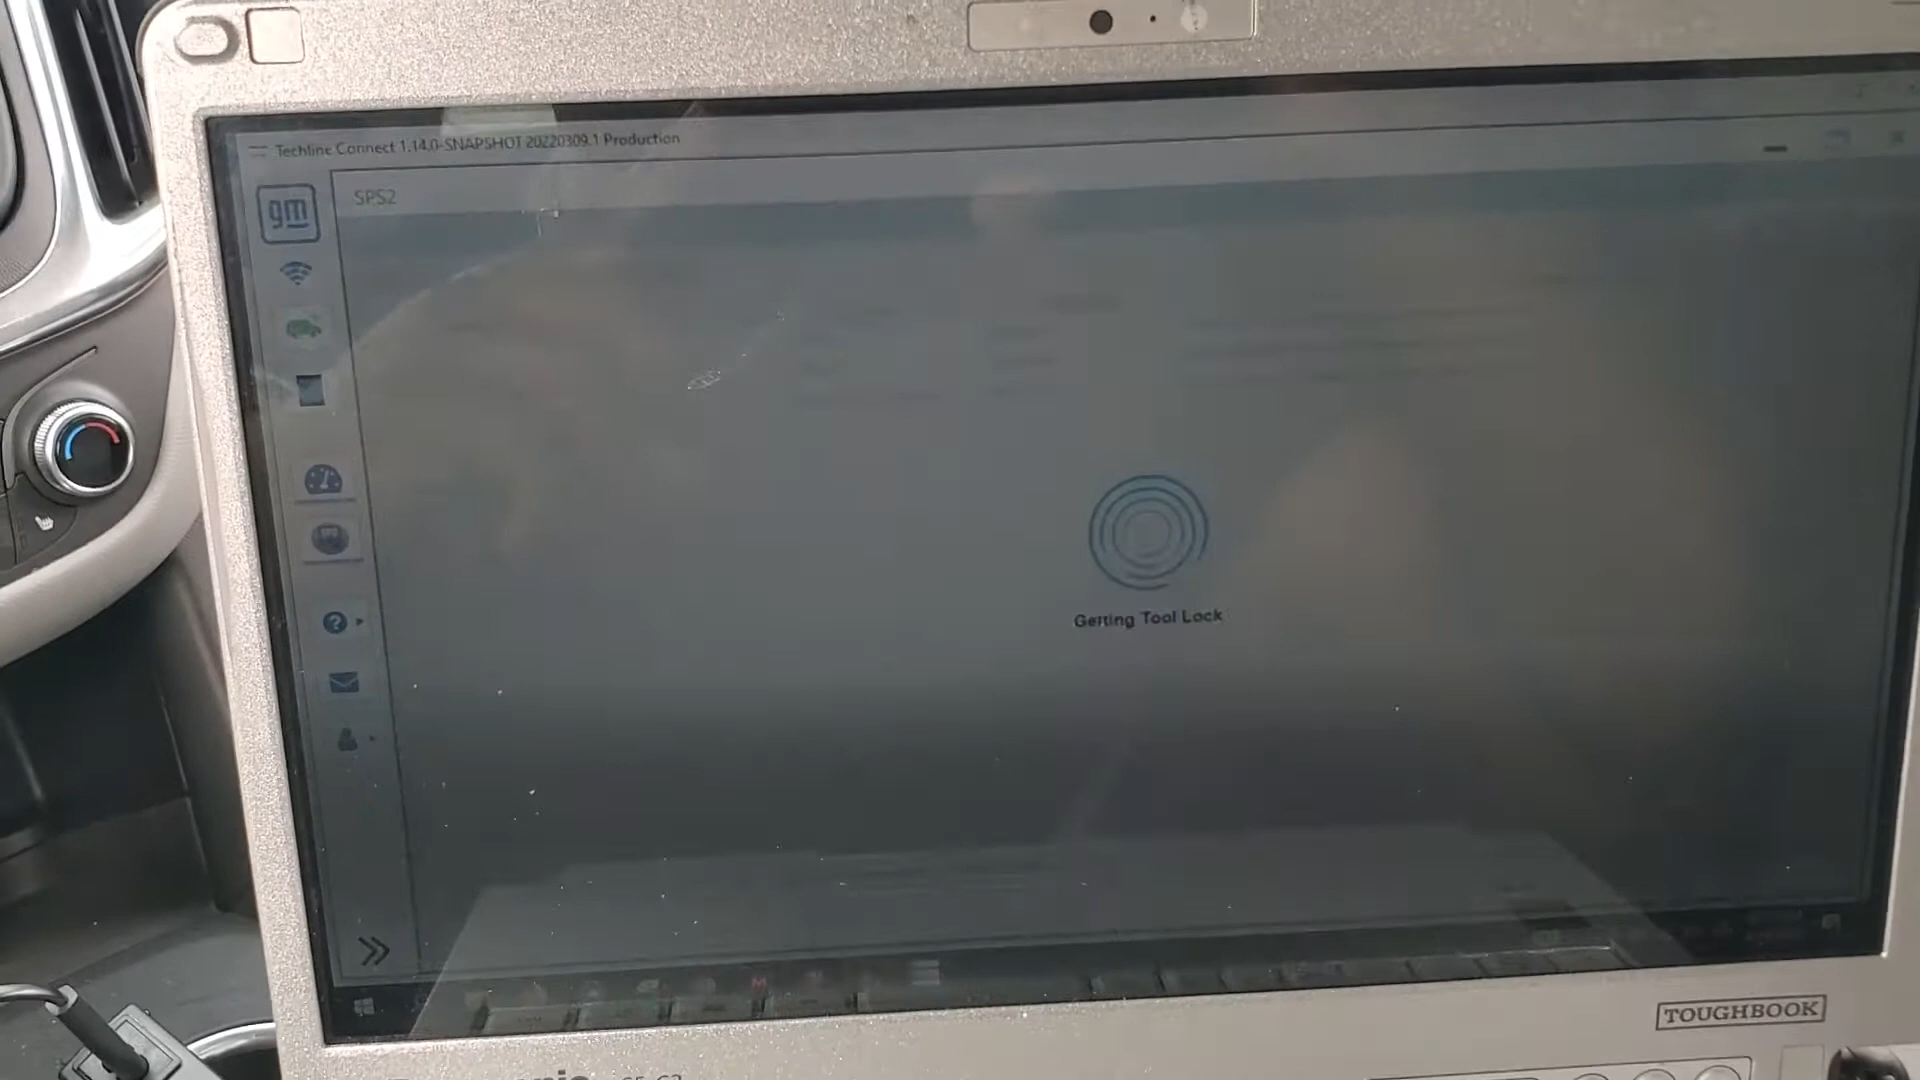 Techline Connect 1.14.0-SNAPSHOT 20220309.1 Production
SPS2
gm
Getting Tool Lock
TOUGHBOOK